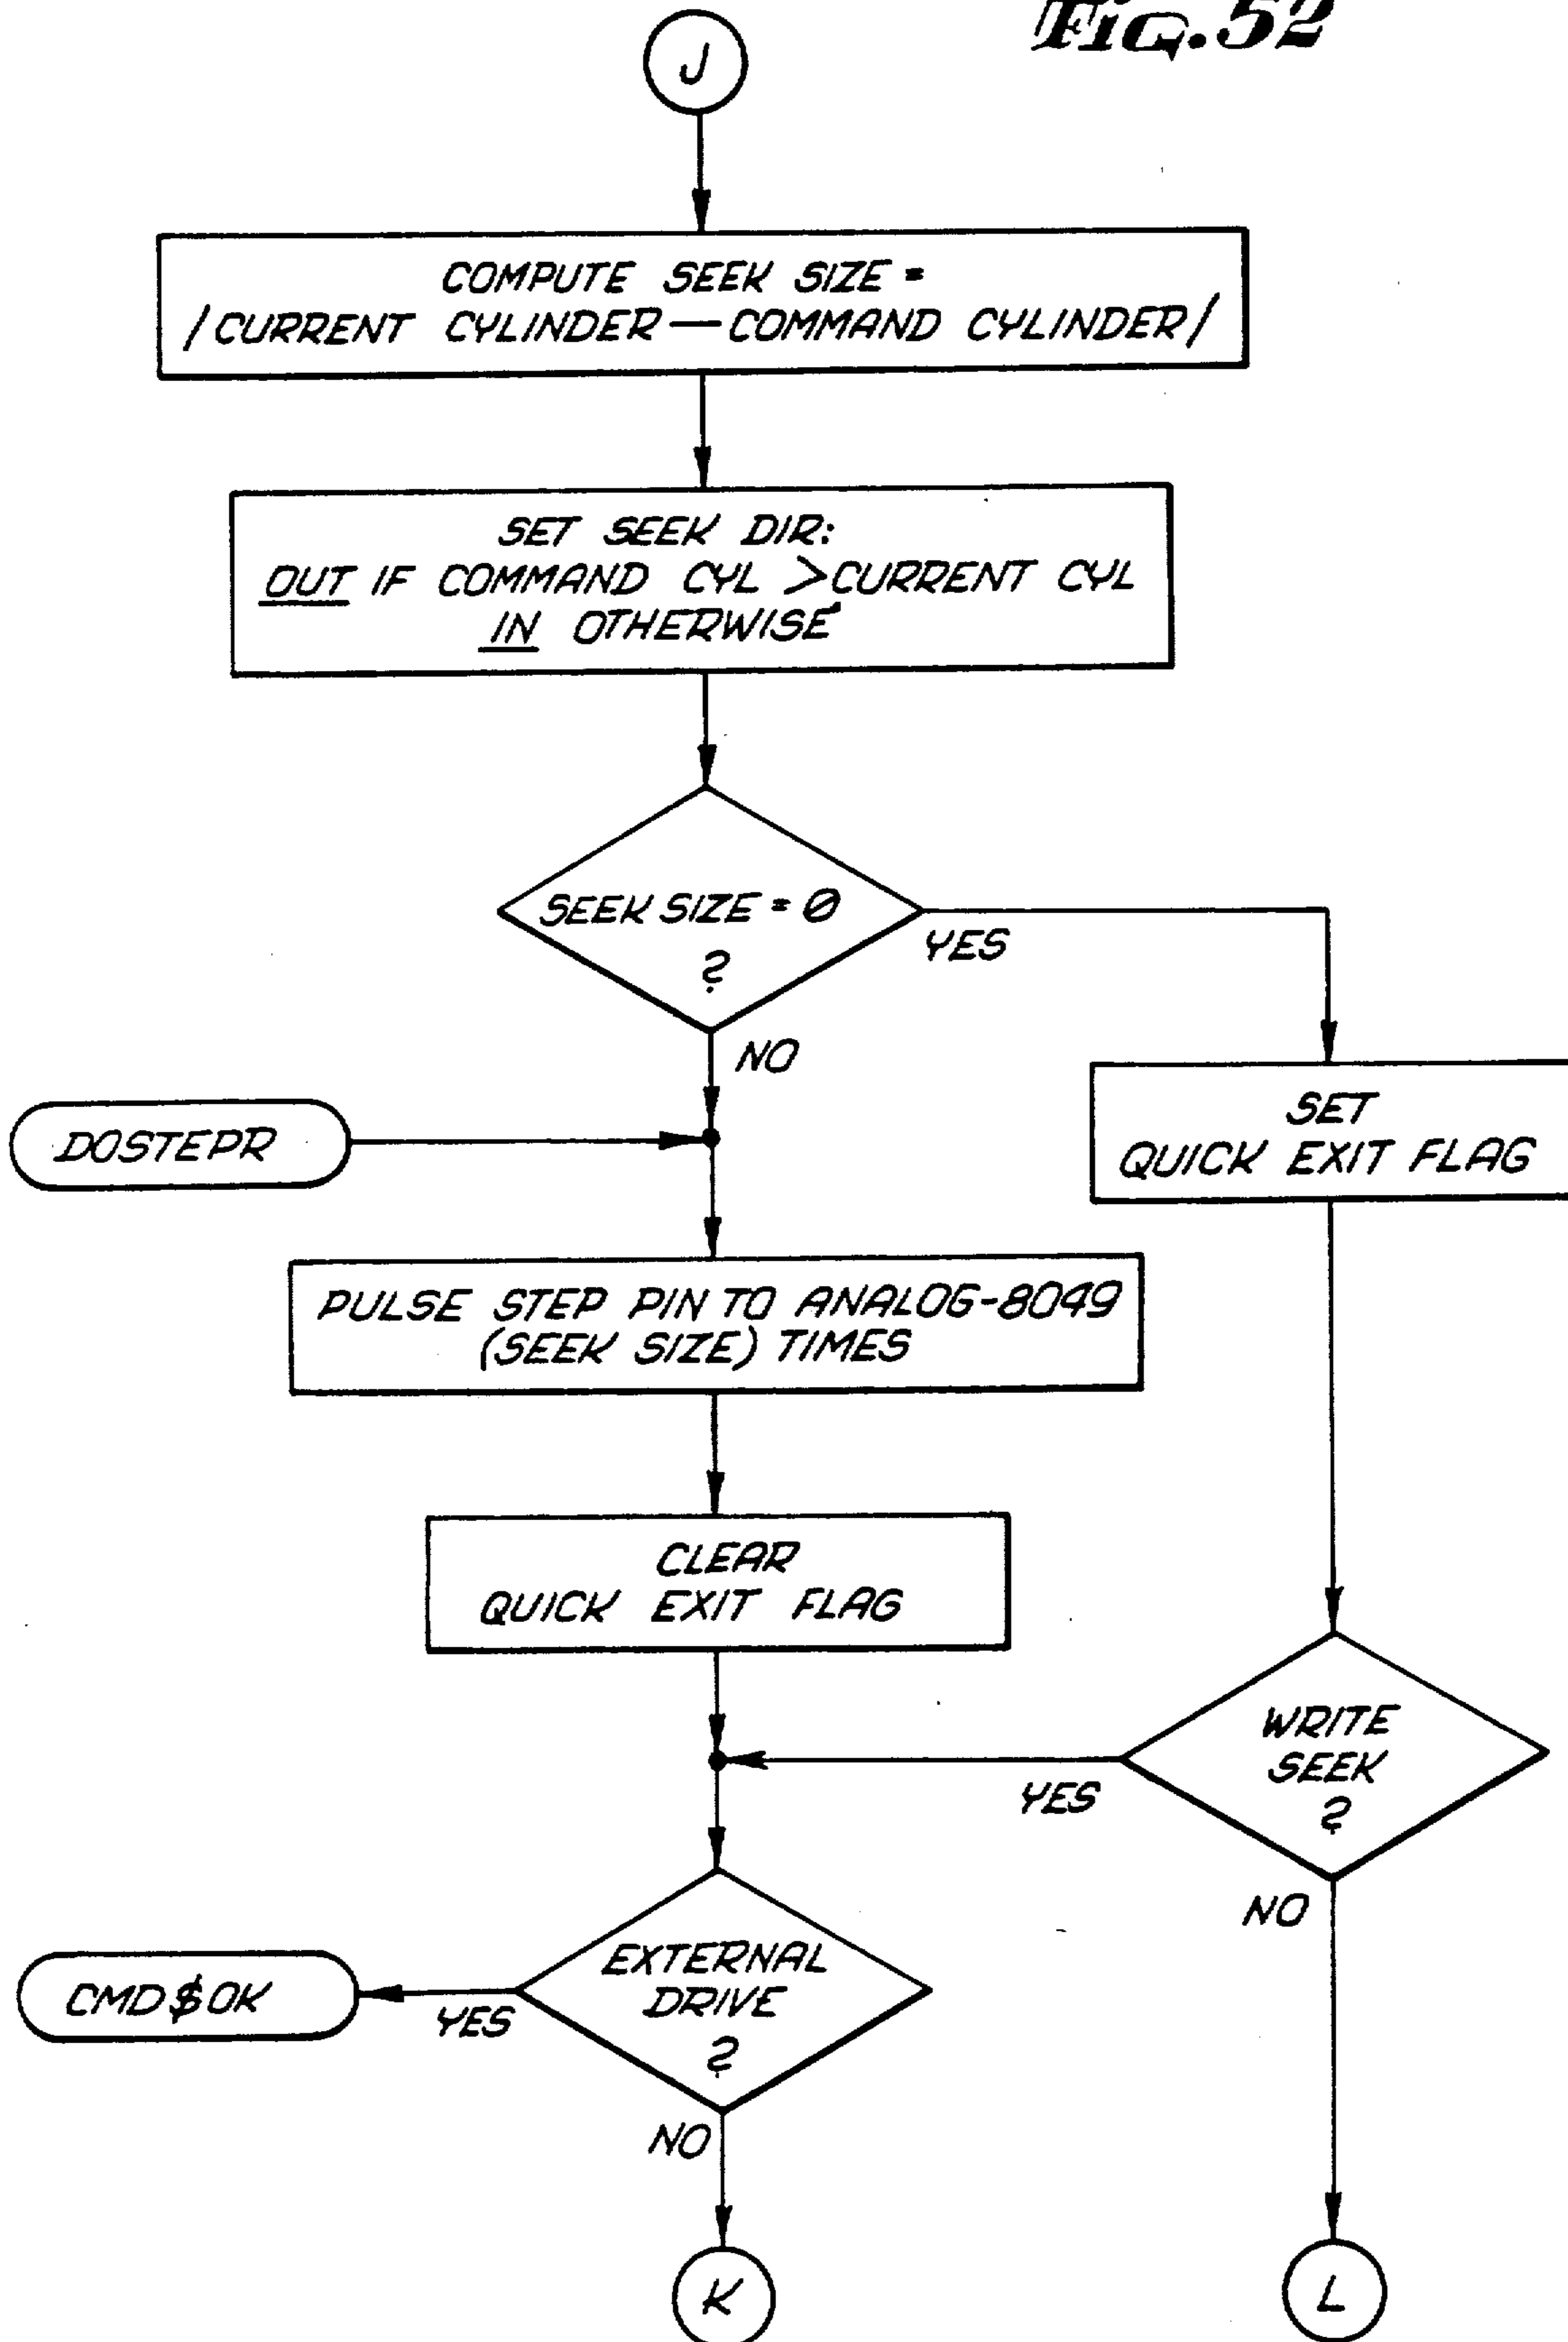 Fig. 52
J
COMPUTE SEEK SIZE =
/CURRENT CYLINDER — COMMAND CYLINDER/
SET SEEK DIR:
OUT IF COMMAND CYL > CURRENT CYL
IN OTHERWISE
SEEK SIZE = 0
?
YES
NO
DOSTEPR
SET
QUICK EXIT FLAG
PULSE STEP PIN TO ANALOG-8049
(SEEK SIZE) TIMES
CLEAR
QUICK EXIT FLAG
WRITE
SEEK
?
YES
NO
EXTERNAL
DRIVE
?
YES
CMD$OK
NO
K
L